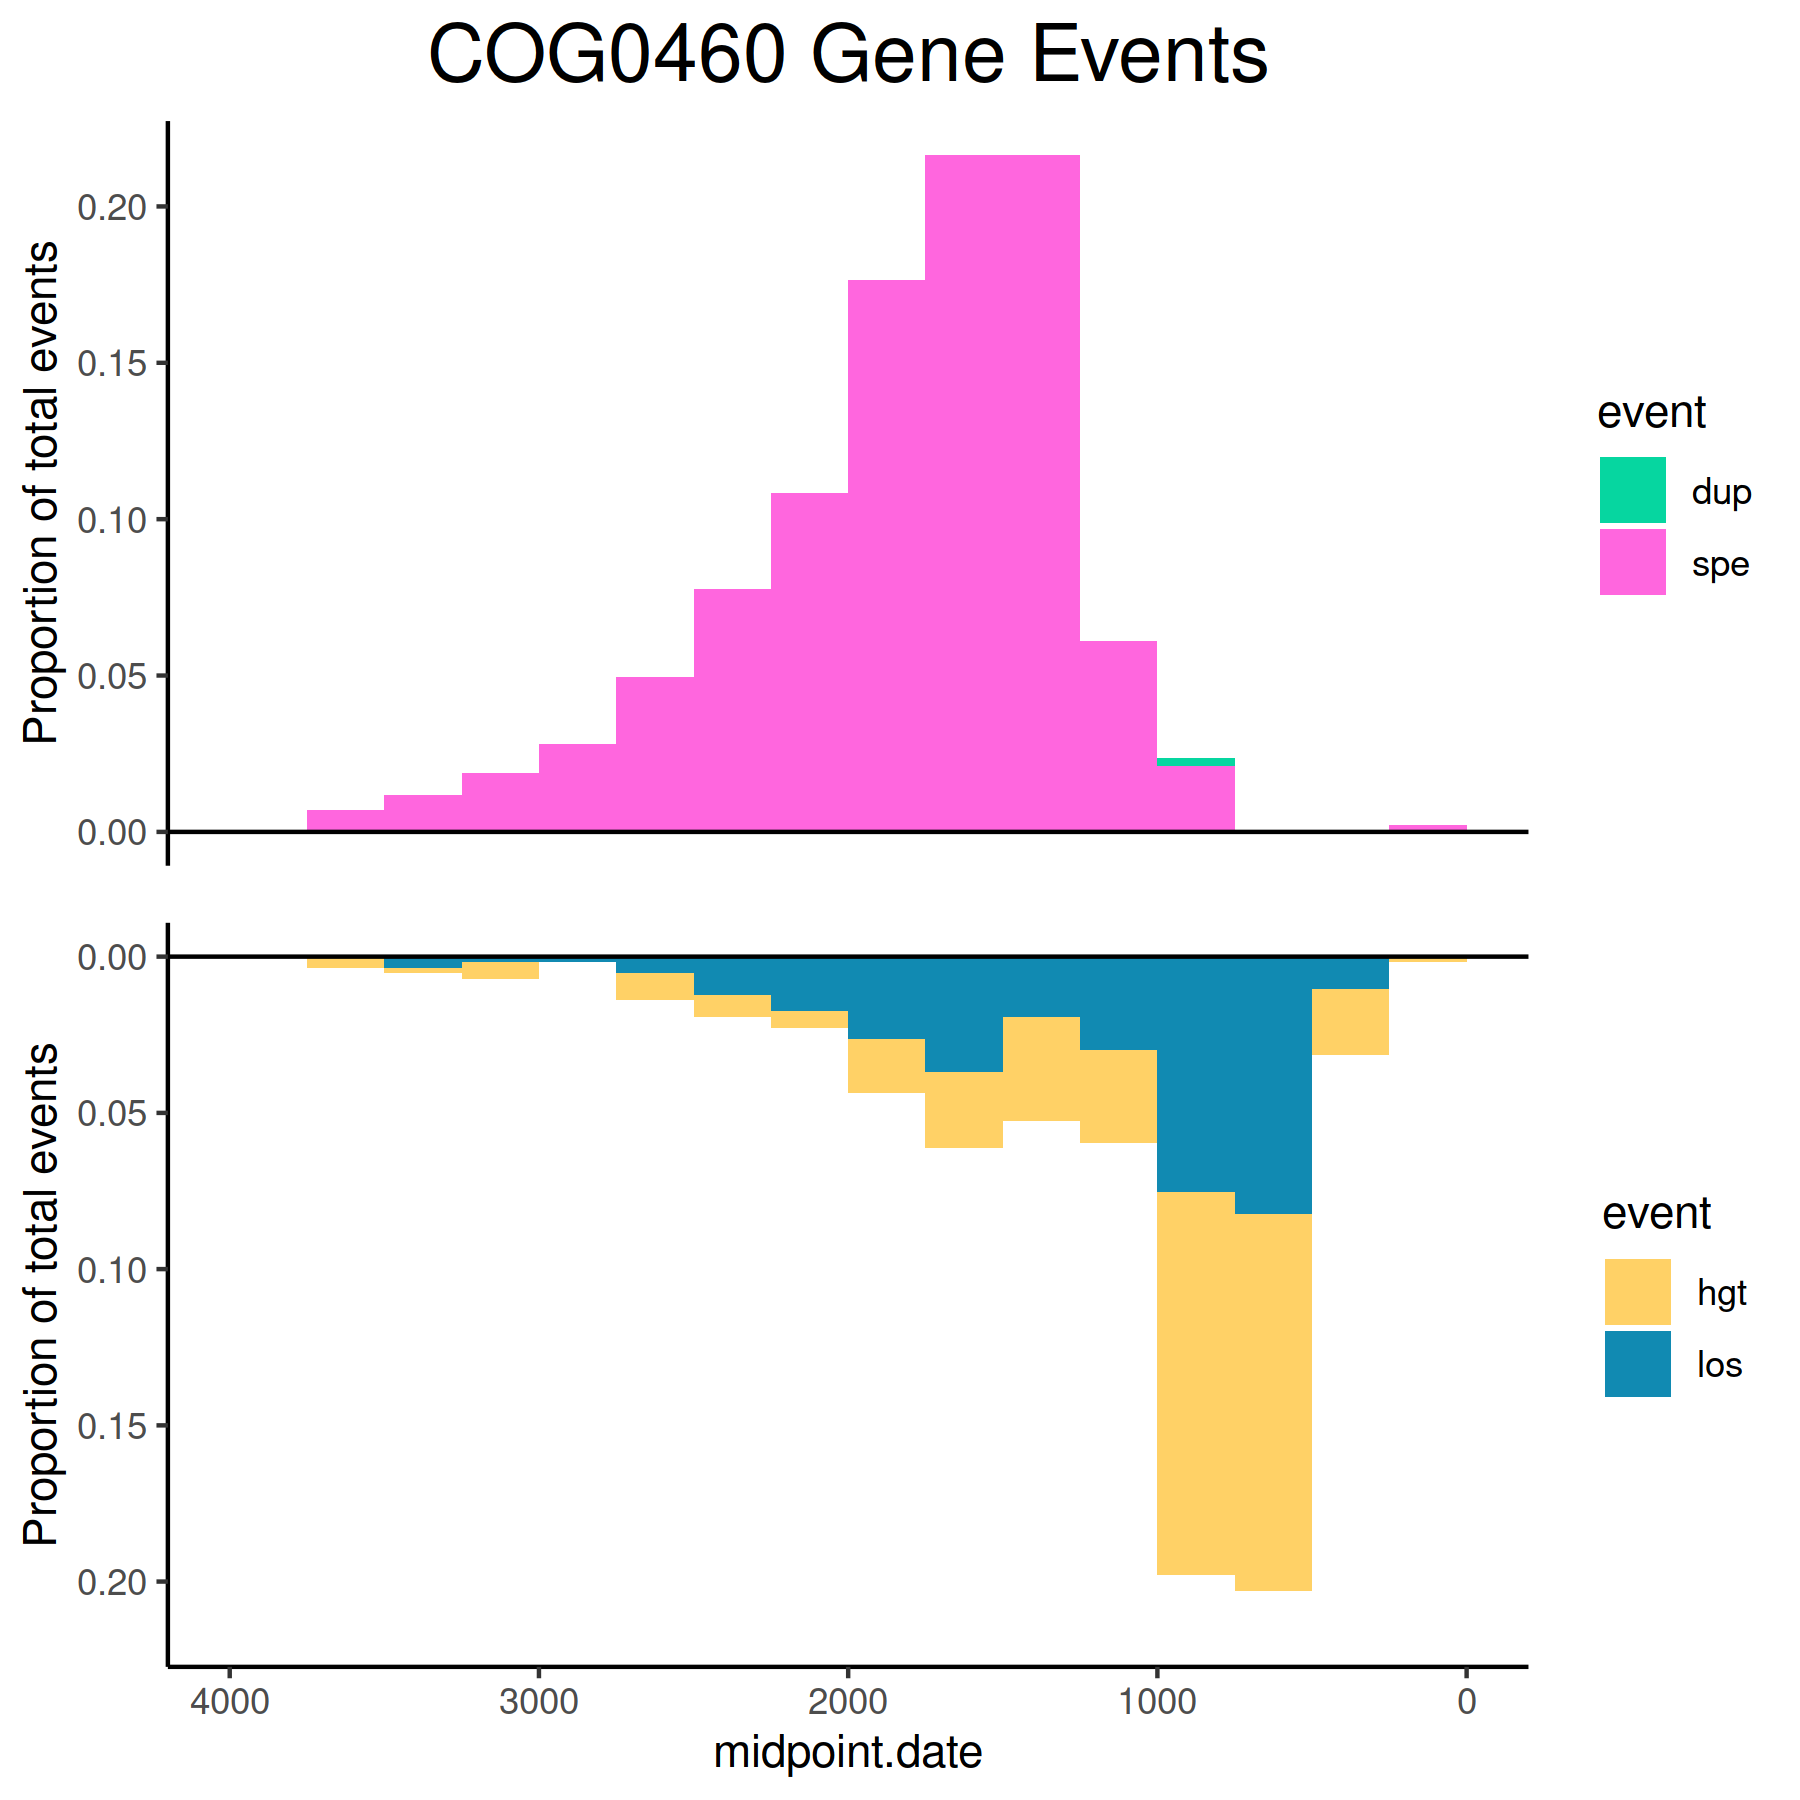 COG0460 Gene Events
Proportion of total events
0.20
0.15
0.10
0.05
0.00
event
dup
spe
Proportion of total events
0.00
0.05
0.10
0.15
0.20
event
hgt
los
4000 3000 2000 1000 0
midpoint.date